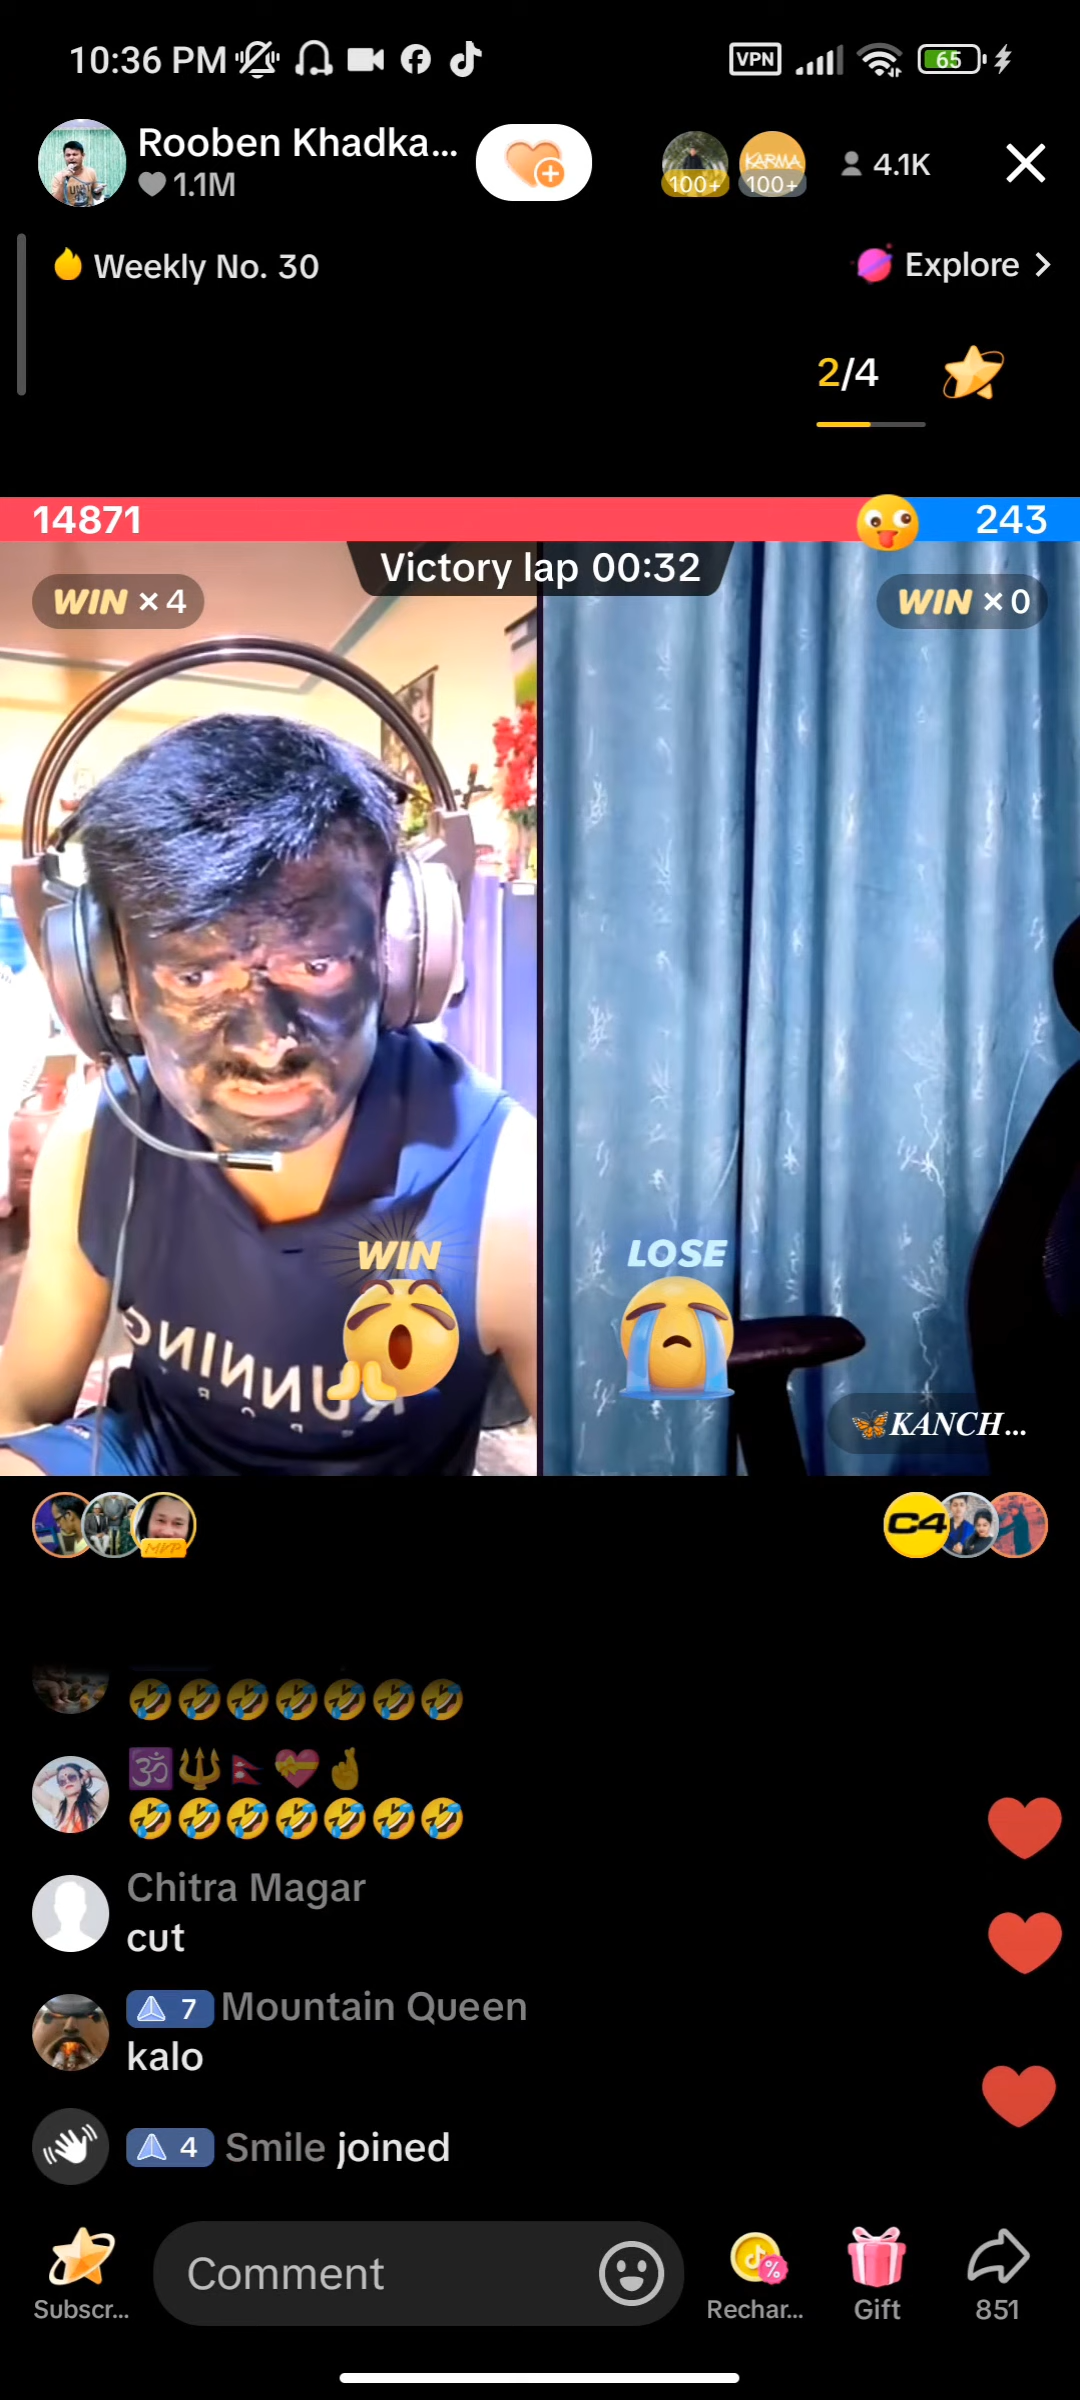 10:36 PM
VPN
65
Rooben Khadka...
1.1M
100+
KARMA
100+
4.1K
Weekly No. 30
Explore
2/4
14871
243
Victory lap 00:32
WIN ×4
WIN ×0
RUNNING
WIN
LOSE
KANCH...
MVP
C4
🤣🤣🤣🤣🤣🤣🤣
🕉️🔱🇳🇵💝🤞
🤣🤣🤣🤣🤣🤣🤣
Chitra Magar
cut
7 Mountain Queen
kalo
4 Smile joined
Comment
Subscr...
Rechar...
Gift
851